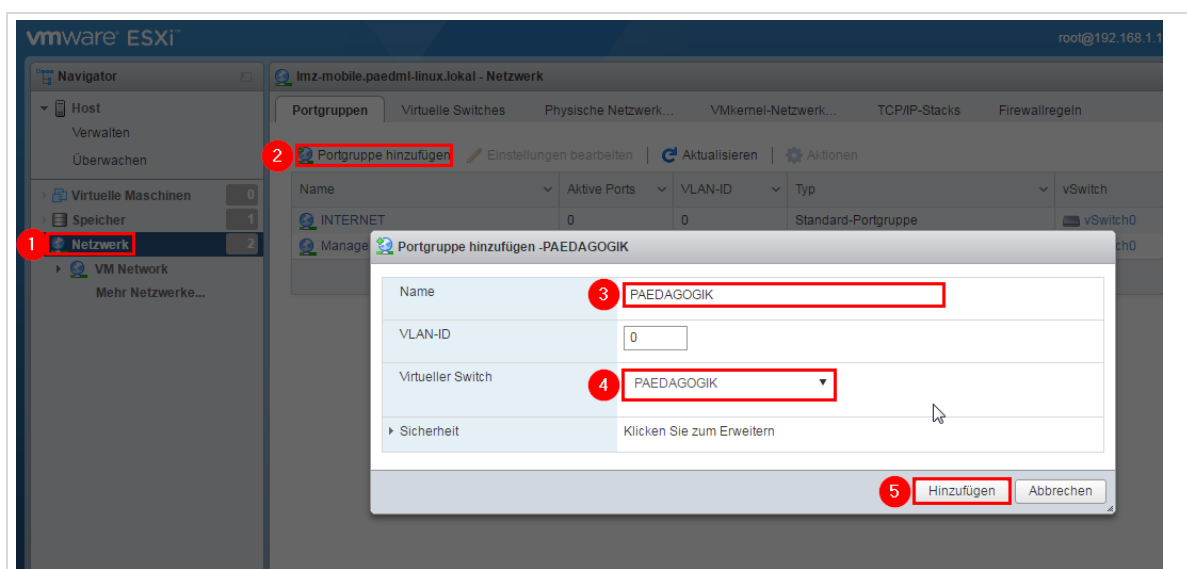 vmware ESXi™
root@192.168.1.1
Navigator
lmz-mobile.paedml-linux.lokal - Netzwerk
Host
Verwalten
Überwachen
Virtuelle Maschinen 0
Speicher 1
1 Netzwerk 2
VM Network
Mehr Netzwerke...
Portgruppen Virtuelle Switches Physische Netzwerk... VMkernel-Netzwerk... TCP/IP-Stacks Firewallregeln
2 Portgruppe hinzufügen Einstellungen bearbeiten | Aktualisieren | Aktionen
Name Aktive Ports VLAN-ID Typ vSwitch
INTERNET 0 0 Standard-Portgruppe vSwitch0
Manage ch0
Portgruppe hinzufügen -PAEDAGOGIK
Name 3 PAEDAGOGIK
VLAN-ID 0
Virtueller Switch 4 PAEDAGOGIK
Sicherheit Klicken Sie zum Erweitern
5 Hinzufügen Abbrechen